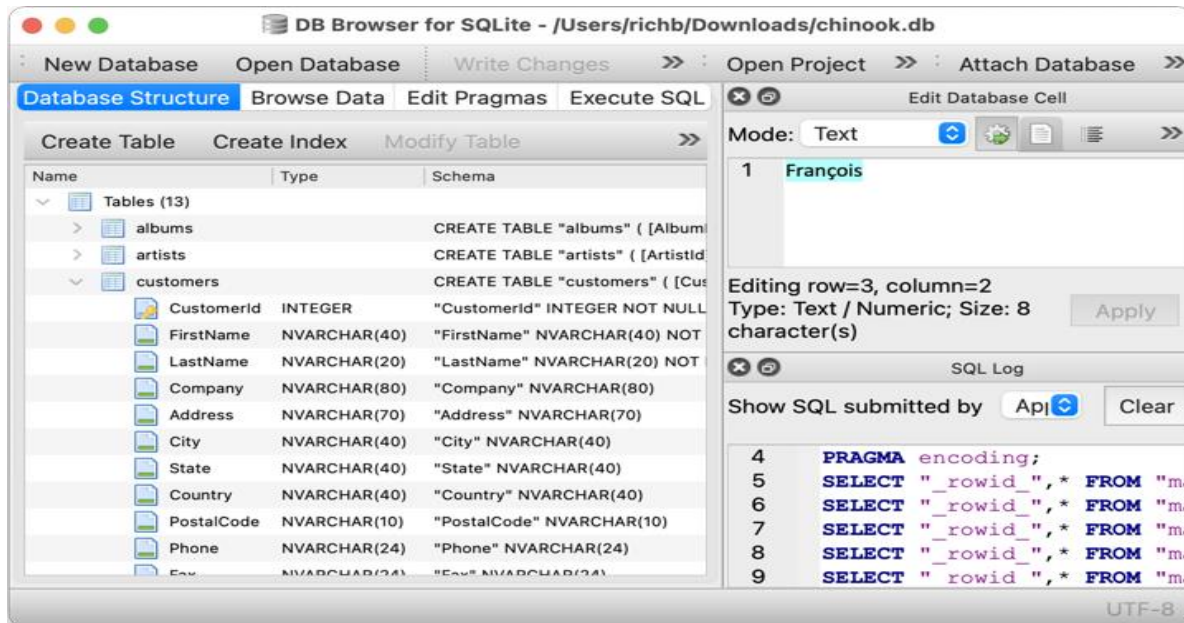 DB Browser for SQLite - /Users/richb/Downloads/chinook.db
New Database Open Database Write Changes >> Open Project >> Attach Database >>
Database Structure Browse Data Edit Pragmas Execute SQL
Create Table Create Index Modify Table >>
Name Type Schema
Tables (13)
albums CREATE TABLE "albums" ( [Album
artists CREATE TABLE "artists" ( [ArtistId
customers CREATE TABLE "customers" ( [Cus
CustomerId INTEGER "CustomerId" INTEGER NOT NULL
FirstName NVARCHAR(40) "FirstName" NVARCHAR(40) NOT
LastName NVARCHAR(20) "LastName" NVARCHAR(20) NOT
Company NVARCHAR(80) "Company" NVARCHAR(80)
Address NVARCHAR(70) "Address" NVARCHAR(70)
City NVARCHAR(40) "City" NVARCHAR(40)
State NVARCHAR(40) "State" NVARCHAR(40)
Country NVARCHAR(40) "Country" NVARCHAR(40)
PostalCode NVARCHAR(10) "PostalCode" NVARCHAR(10)
Phone NVARCHAR(24) "Phone" NVARCHAR(24)
Fax NVARCHAR(24) "Fax" NVARCHAR(24)
Edit Database Cell
Mode: Text >>
1 François
Editing row=3, column=2
Type: Text / Numeric; Size: 8
character(s)
Apply
SQL Log
Show SQL submitted by Ap Clear
4 PRAGMA encoding;
5 SELECT "_rowid_",* FROM "m
6 SELECT "_rowid_",* FROM "m
7 SELECT "_rowid_",* FROM "m
8 SELECT "_rowid_",* FROM "m
9 SELECT "_rowid_",* FROM "m
UTF-8